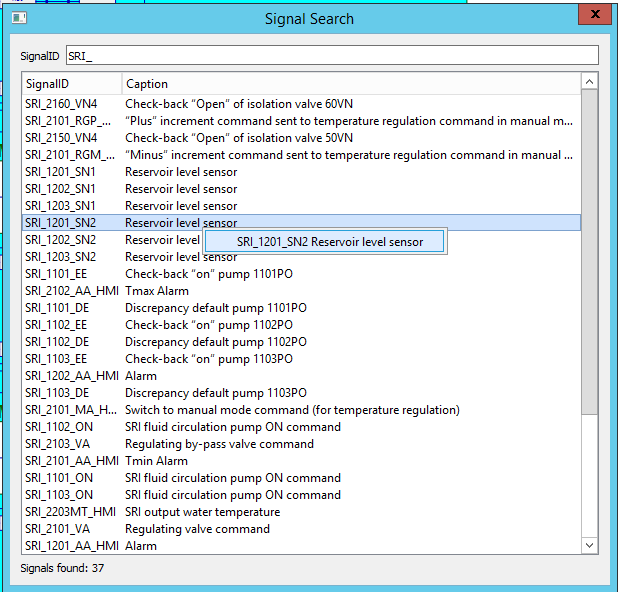 Signal Search
x
SignalID SRI_
SignalID Caption
SRI_2160_VN4 Check-back “Open” of isolation valve 60VN
SRI_2101_RGP_... “Plus” increment command sent to temperature regulation command in manual m...
SRI_2150_VN4 Check-back “Open” of isolation valve 50VN
SRI_2101_RGM_... “Minus” increment command sent to temperature regulation command in manual ...
SRI_1201_SN1 Reservoir level sensor
SRI_1202_SN1 Reservoir level sensor
SRI_1203_SN1 Reservoir level sensor
SRI_1201_SN2 Reservoir level sensor
SRI_1202_SN2 Reservoir level
SRI_1201_SN2 Reservoir level sensor
SRI_1203_SN2 Reservoir level sensor
SRI_1101_EE Check-back “on” pump 1101PO
SRI_2102_AA_HMI Tmax Alarm
SRI_1101_DE Discrepancy default pump 1101PO
SRI_1102_EE Check-back “on” pump 1102PO
SRI_1102_DE Discrepancy default pump 1102PO
SRI_1103_EE Check-back “on” pump 1103PO
SRI_1202_AA_HMI Alarm
SRI_1103_DE Discrepancy default pump 1103PO
SRI_2101_MA_H... Switch to manual mode command (for temperature regulation)
SRI_1102_ON SRI fluid circulation pump ON command
SRI_2103_VA Regulating by-pass valve command
SRI_2101_AA_HMI Tmin Alarm
SRI_1101_ON SRI fluid circulation pump ON command
SRI_1103_ON SRI fluid circulation pump ON command
SRI_2203MT_HMI SRI output water temperature
SRI_2101_VA Regulating valve command
SRI_1201_AA_HMI Alarm
Signals found: 37